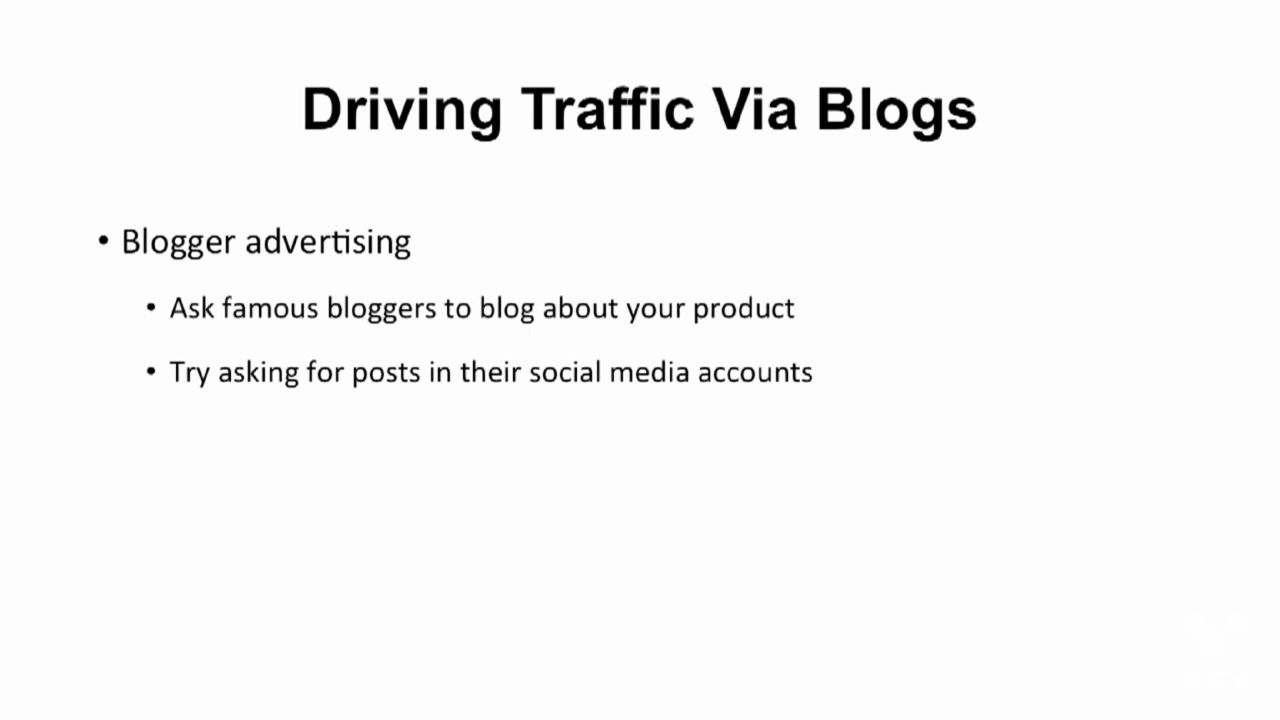 Driving Traffic Via Blogs
• Blogger advertising
• Ask famous bloggers to blog about your product
• Try asking for posts in their social media accounts